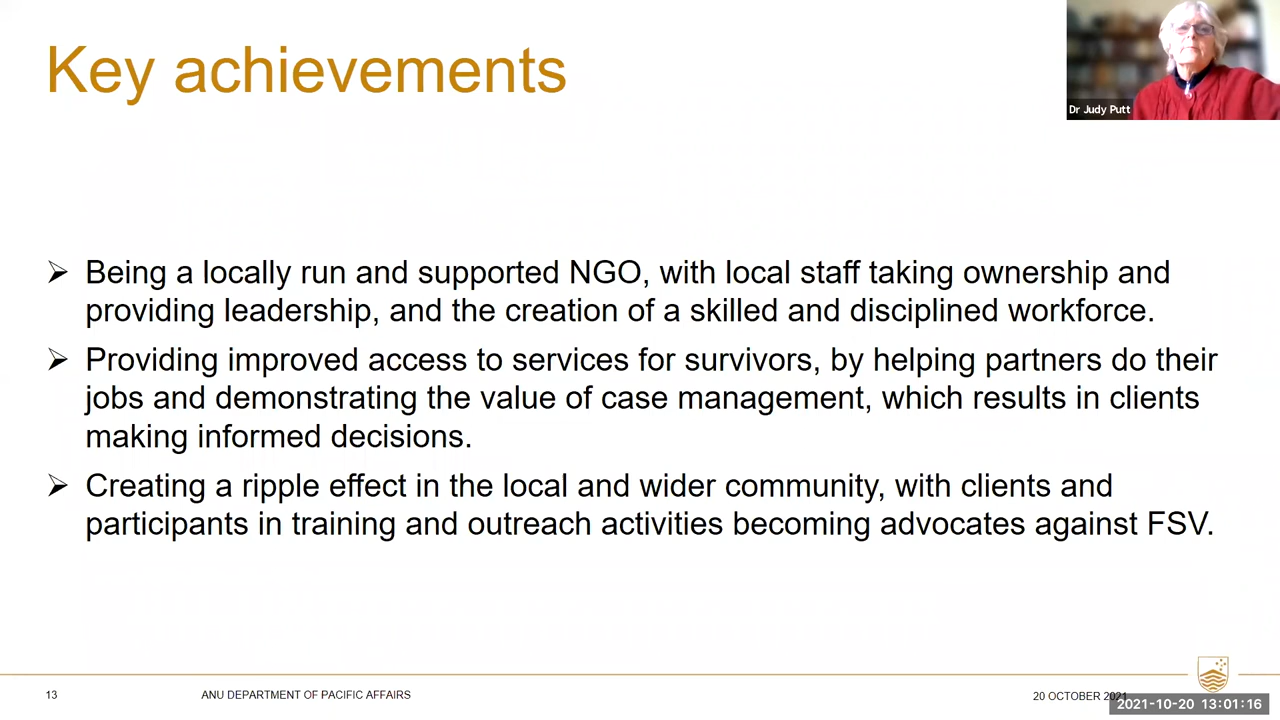 Key achievements
Dr Judy Putt
➢ Being a locally run and supported NGO, with local staff taking ownership and
providing leadership, and the creation of a skilled and disciplined workforce.
➢ Providing improved access to services for survivors, by helping partners do their
jobs and demonstrating the value of case management, which results in clients
making informed decisions.
➢ Creating a ripple effect in the local and wider community, with clients and
participants in training and outreach activities becoming advocates against FSV.
13
ANU DEPARTMENT OF PACIFIC AFFAIRS
20 OCTOBER 2021
2021-10-20 13:01:16